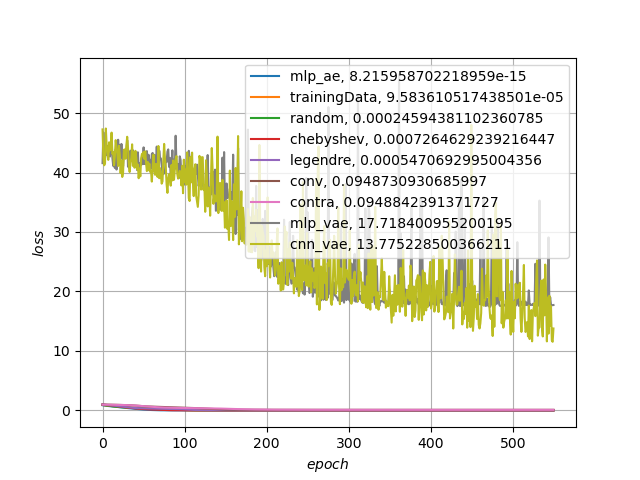 mlp_ae, 8.215958702218959e-15
trainingData, 9.583610517438501e-05
random, 0.00024594381102360785
chebyshev, 0.0007264629239216447
legendre, 0.0005470692995004356
conv, 0.0948730930685997
contra, 0.0948842391371727
mlp_vae, 17.718400955200195
cnn_vae, 13.775228500366211
50
40
30
20
10
0
loss
0 100 200 300 400 500
epoch